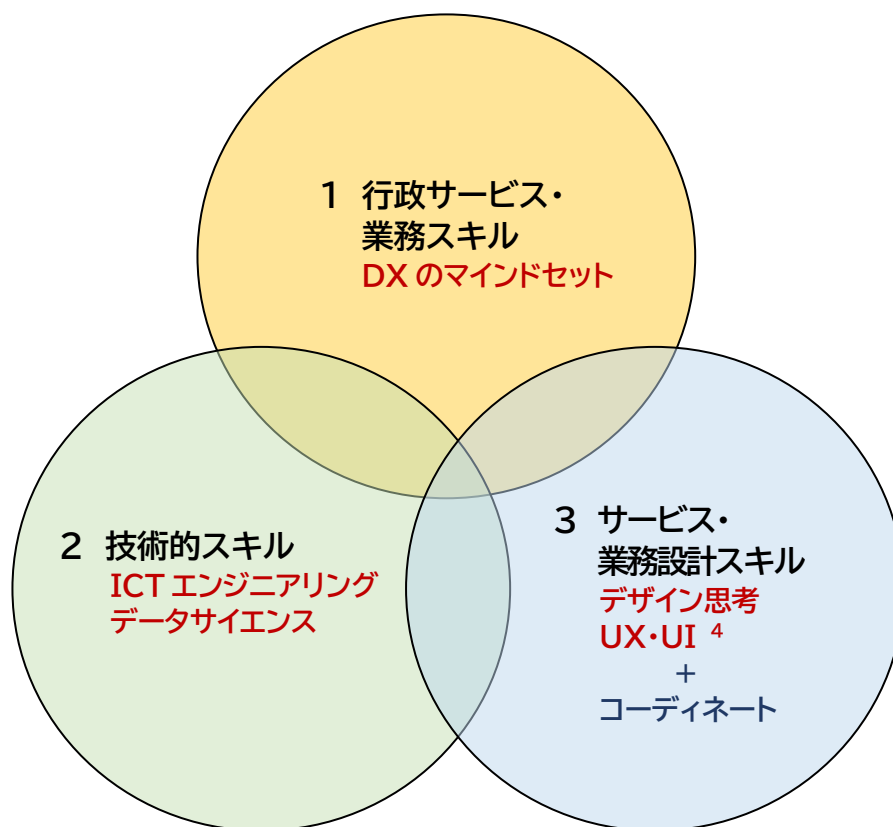 1 行政サービス・
業務スキル
DX のマインドセット
2 技術的スキル
ICT エンジニアリング
データサイエンス
3 サービス・
業務設計スキル
デザイン思考
UX・UI 4
+
コーディネート